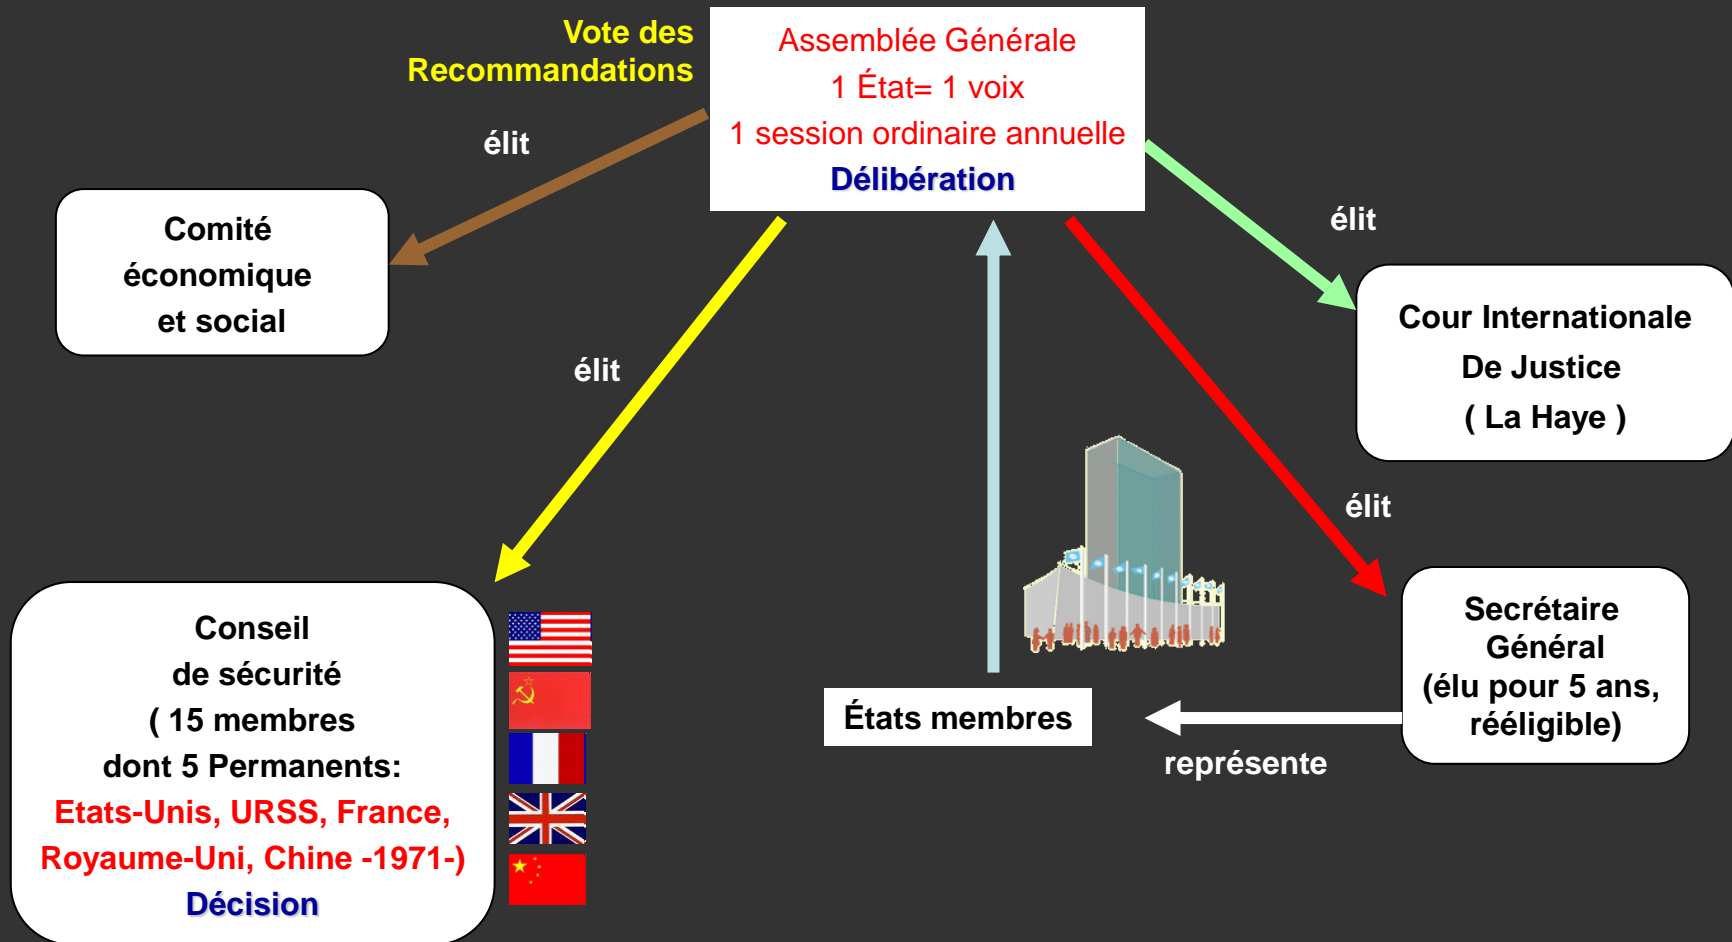 Vote des
Recommandations
Assemblée Générale
1 État= 1 voix
1 session ordinaire annuelle
Délibération
élit
élit
Comité
économique
et social
Cour Internationale
De Justice
( La Haye )
élit
élit
Conseil
de sécurité
( 15 membres
dont 5 Permanents:
Etats-Unis, URSS, France,
Royaume-Uni, Chine -1971-)
Décision
États membres
représente
Secrétaire
Général
(élu pour 5 ans,
rééligible)